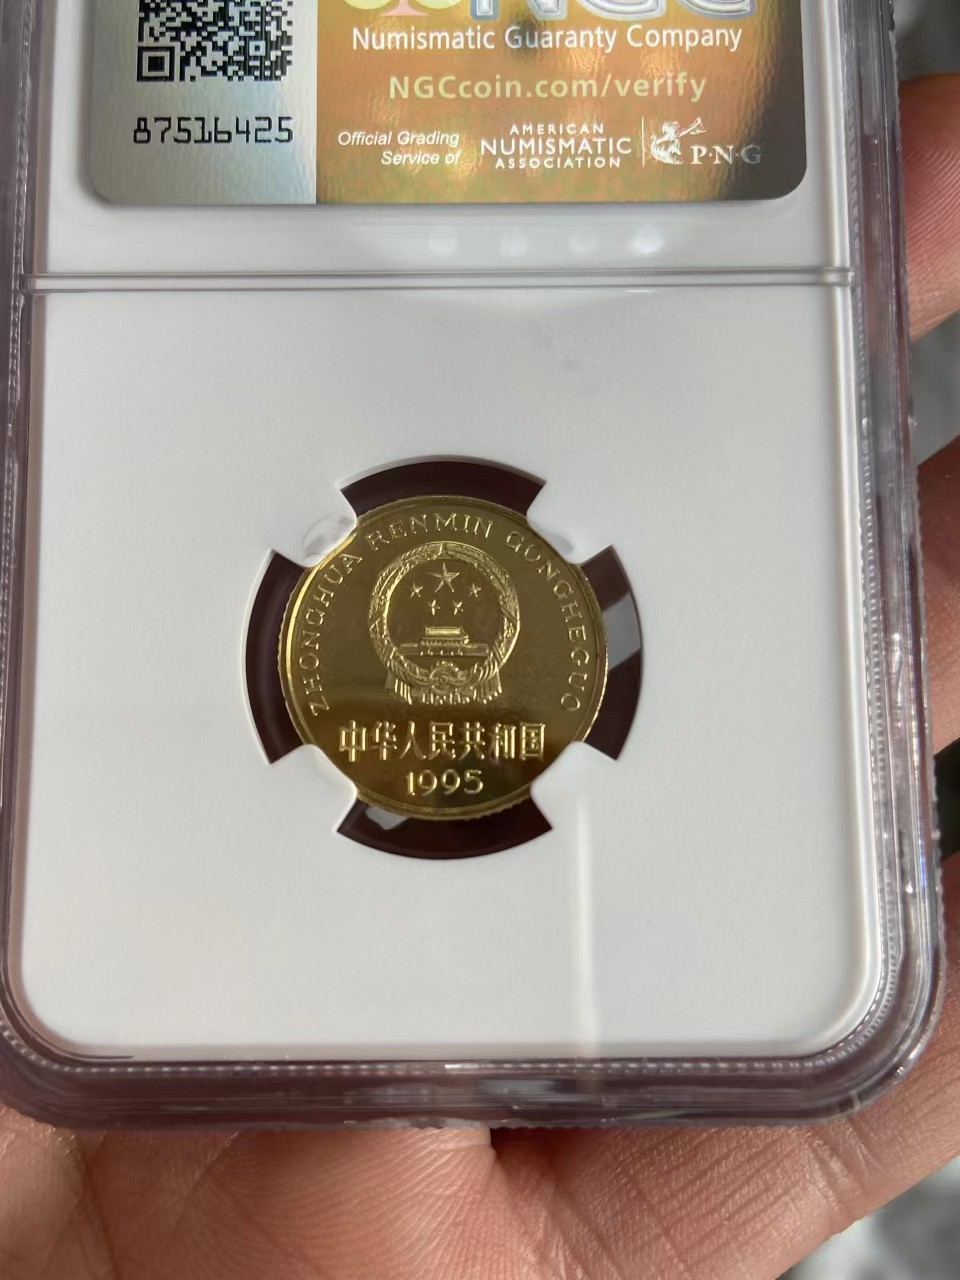 NGC
Numismatic Guaranty Company
NGCcoin.com/verify
87516425
Official Grading
Service of
AMERICAN
NUMISMATIC
ASSOCIATION
P·N·G
ZHONGHUA RENMIN GONGHEGUO
中华人民共和国
1995